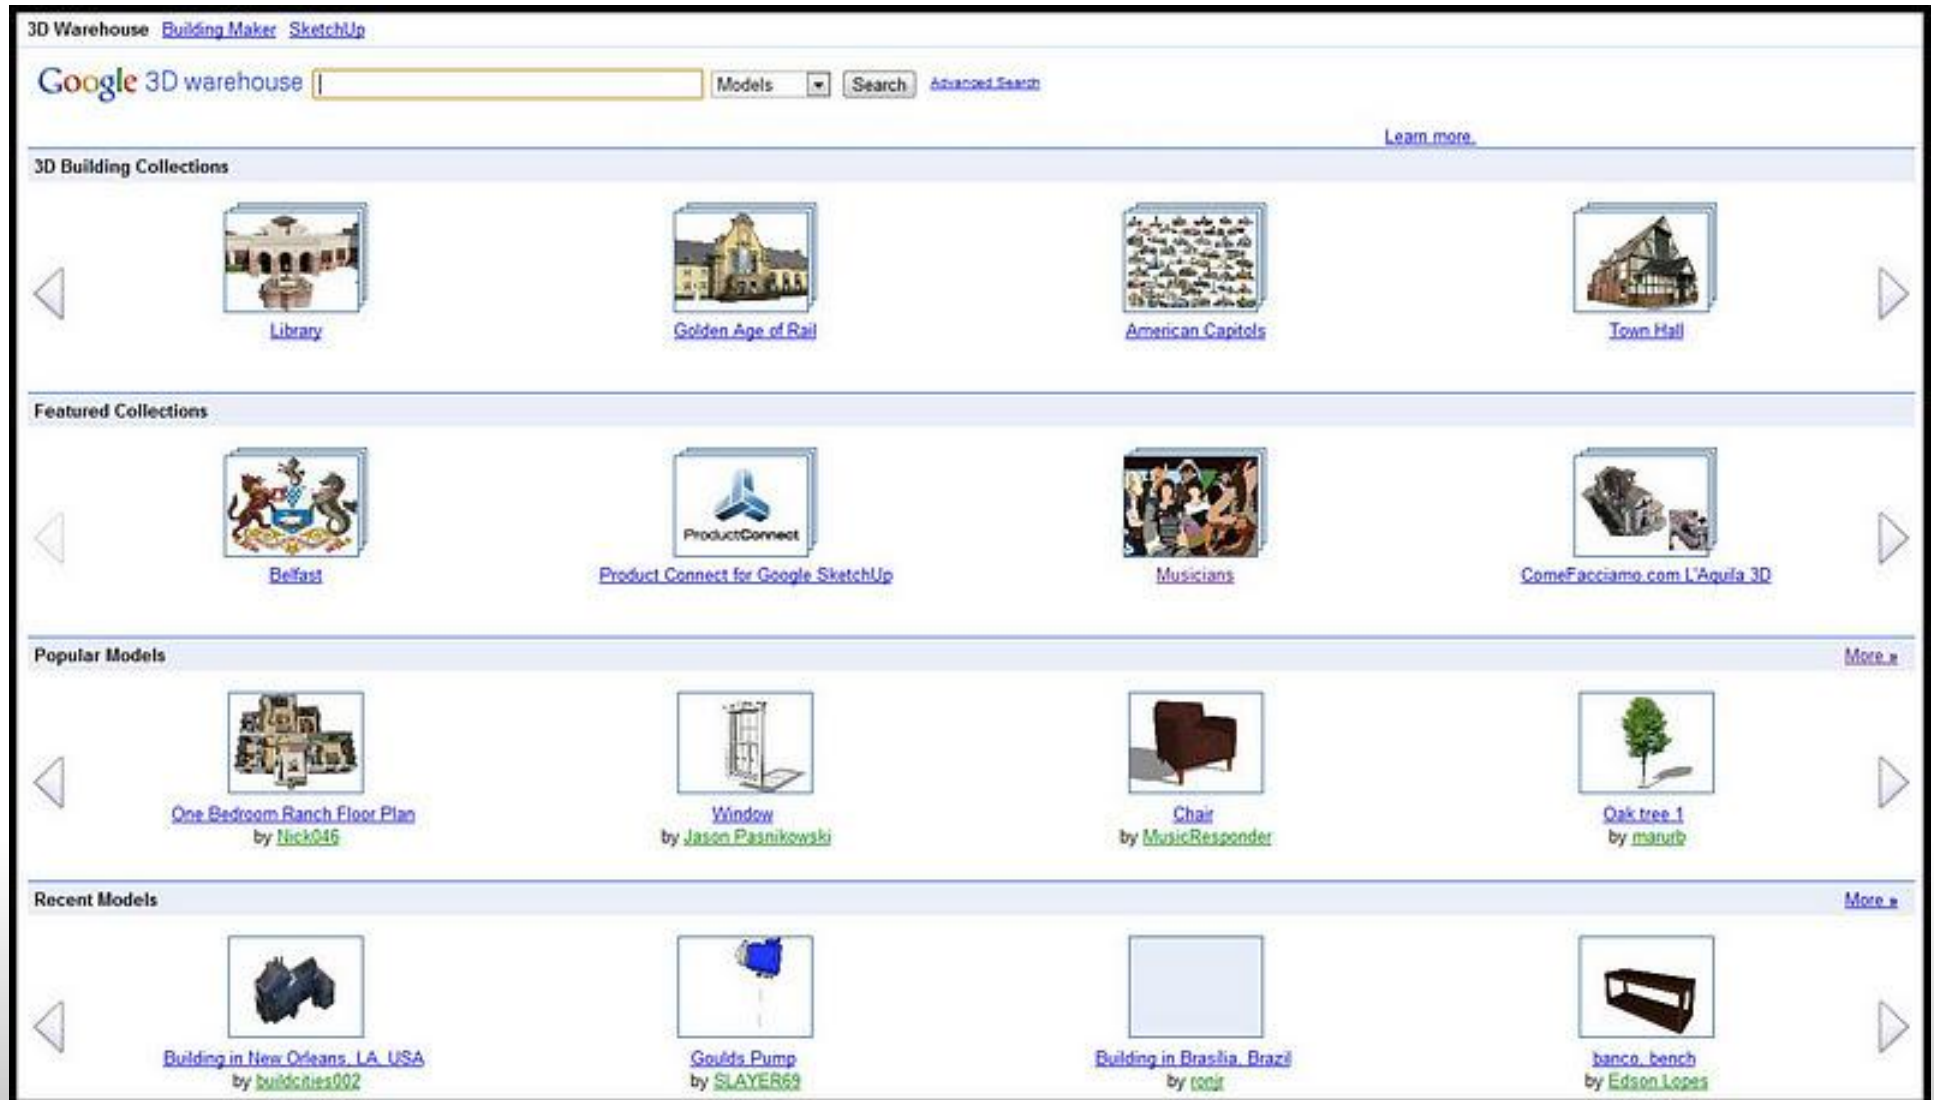 3D Warehouse Building Maker SketchUp
Google 3D warehouse Models Search Advanced Search
Learn more.
3D Building Collections
Library Golden Age of Rail American Capitols Town Hall
Featured Collections
ProductConnect
Belfast Product Connect for Google SketchUp Musicians ComeFacciamo com L'Aquila 3D
Popular Models More »
One Bedroom Ranch Floor Plan Window Chair Oak tree 1
by Nick046 by Jason Pasnikowski by MusicResponder by marurb
Recent Models More »
Building in New Orleans, LA, USA Goulds Pump Building in Brasília, Brazil banco, bench
by buildcities002 by SLAYER69 by ronjr by Edson Lopes